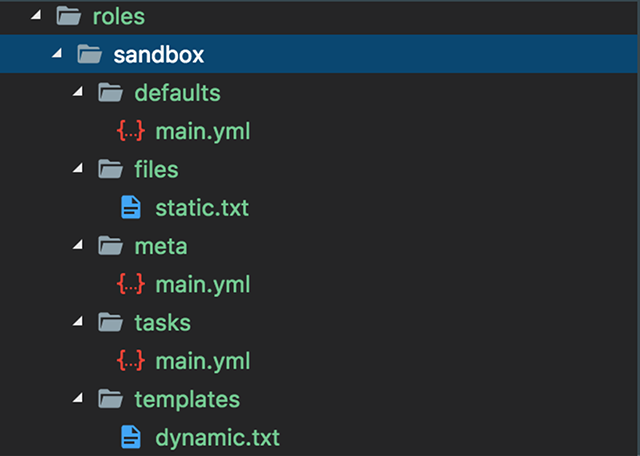 roles
sandbox
defaults
{...} main.yml
files
static.txt
meta
{...} main.yml
tasks
{...} main.yml
templates
dynamic.txt